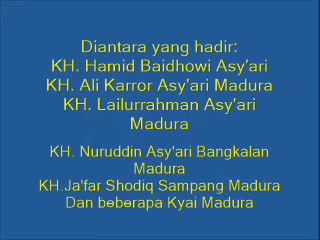 Diantara yang hadir:
KH. Hamid Baidhowi Asy'ari
KH. Ali Karror Asy'ari Madura
KH. Lailurrahman Asy'ari
Madura
KH. Nuruddin Asy'ari Bangkalan
Madura
KH.Ja'far Shodiq Sampang Madura
Dan beberapa Kyai Madura